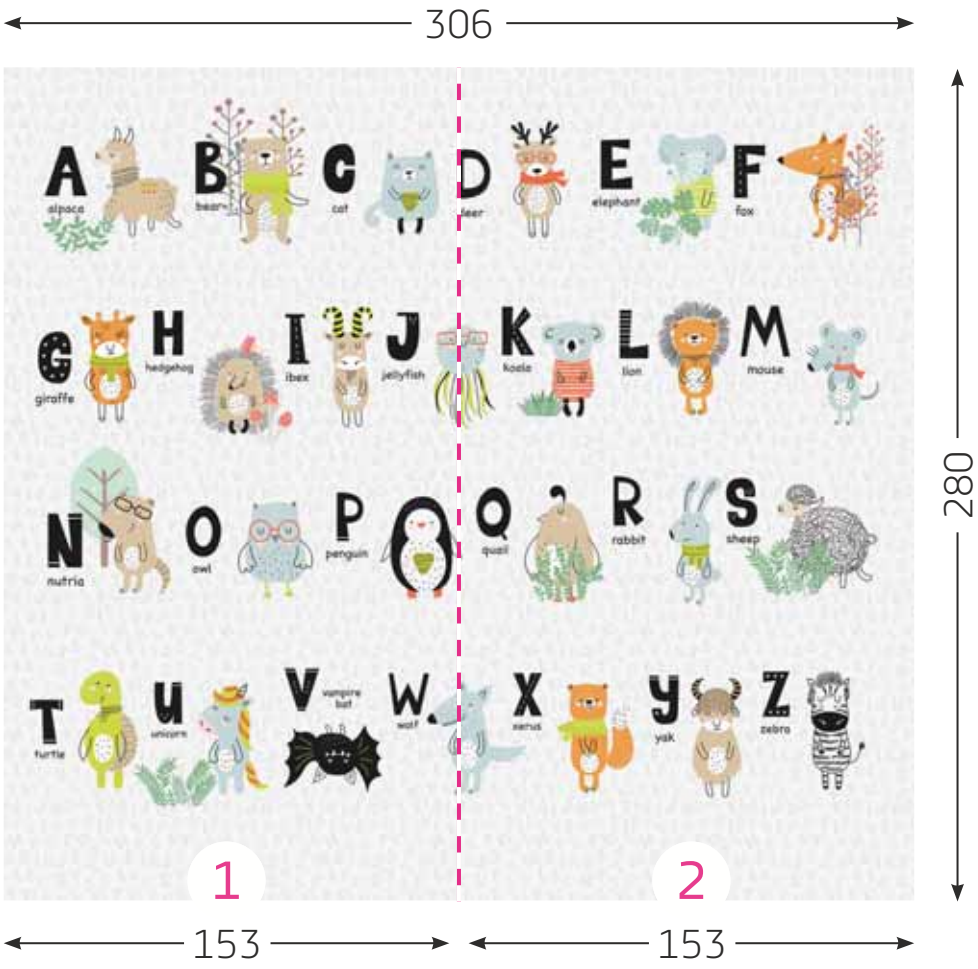 306
A B C D E F
alpaca bear cat deer elephant fox
G H I J K L M
giraffe hedgehog ibex jellyfish koala lion mouse
280
N O P Q R S
nutria owl penguin quail rabbit sheep
T U V W X Y Z
turtle unicorn vampire bat wolf xerus yak zebra
1 2
153 153